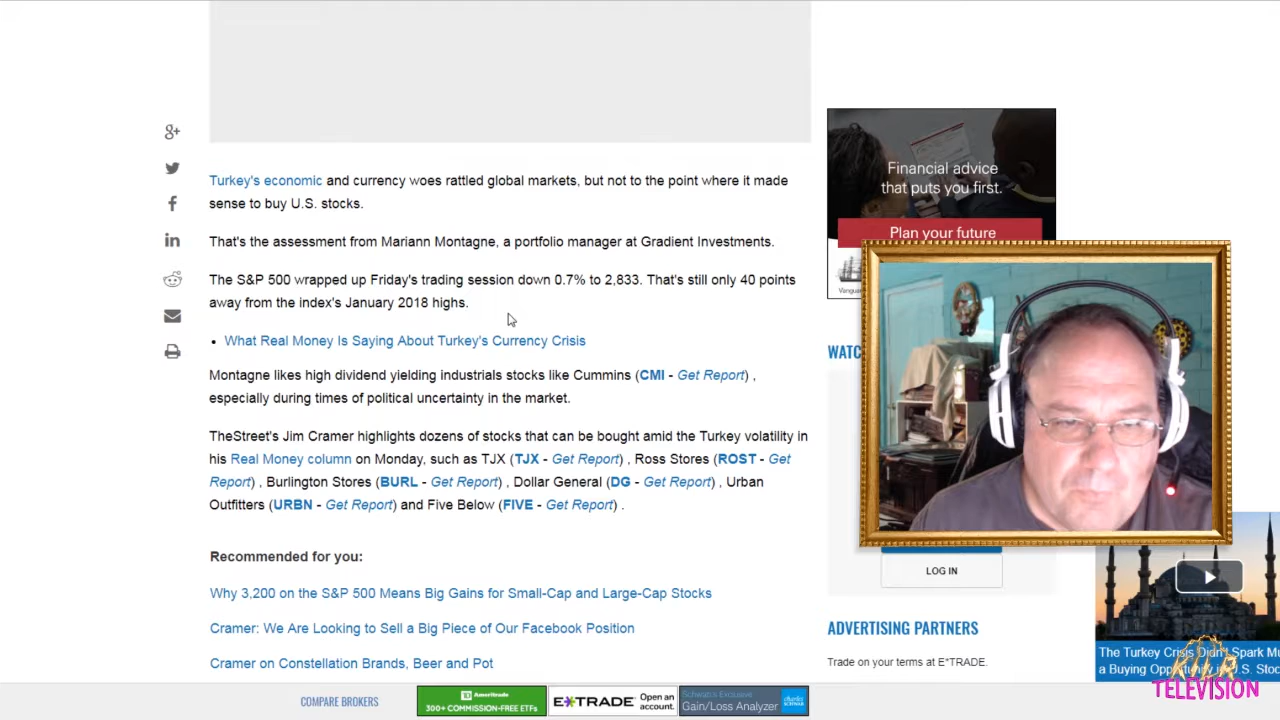 Turkey's economic and currency woes rattled global markets, but not to the point where it made
sense to buy U.S. stocks.
That's the assessment from Mariann Montagne, a portfolio manager at Gradient Investments.
The S&P 500 wrapped up Friday's trading session down 0.7% to 2,833. That's still only 40 points
away from the index's January 2018 highs.
• What Real Money Is Saying About Turkey's Currency Crisis
Montagne likes high dividend yielding industrials stocks like Cummins (CMI - Get Report) ,
especially during times of political uncertainty in the market.
TheStreet's Jim Cramer highlights dozens of stocks that can be bought amid the Turkey volatility in
his Real Money column on Monday, such as TJX (TJX - Get Report) , Ross Stores (ROST - Get
Report) , Burlington Stores (BURL - Get Report) , Dollar General (DG - Get Report) , Urban
Outfitters (URBN - Get Report) and Five Below (FIVE - Get Report) .
Recommended for you:
Why 3,200 on the S&P 500 Means Big Gains for Small-Cap and Large-Cap Stocks
Cramer: We Are Looking to Sell a Big Piece of Our Facebook Position
Cramer on Constellation Brands, Beer and Pot
g+
f
in
Financial advice
that puts you first.
Plan your future
Vanguard
WATC
LOG IN
ADVERTISING PARTNERS
Trade on your terms at E*TRADE.
The Turkey Crisis Didn't Spark Mu
a Buying Opportunity U.S. Stoc
TELEVISION
COMPARE BROKERS
TD Ameritrade
300+ COMMISSION-FREE ETFs
E*TRADE
Open an
account.
Schwab's Exclusive
Gain/Loss Analyzer
charles
SCHWAB